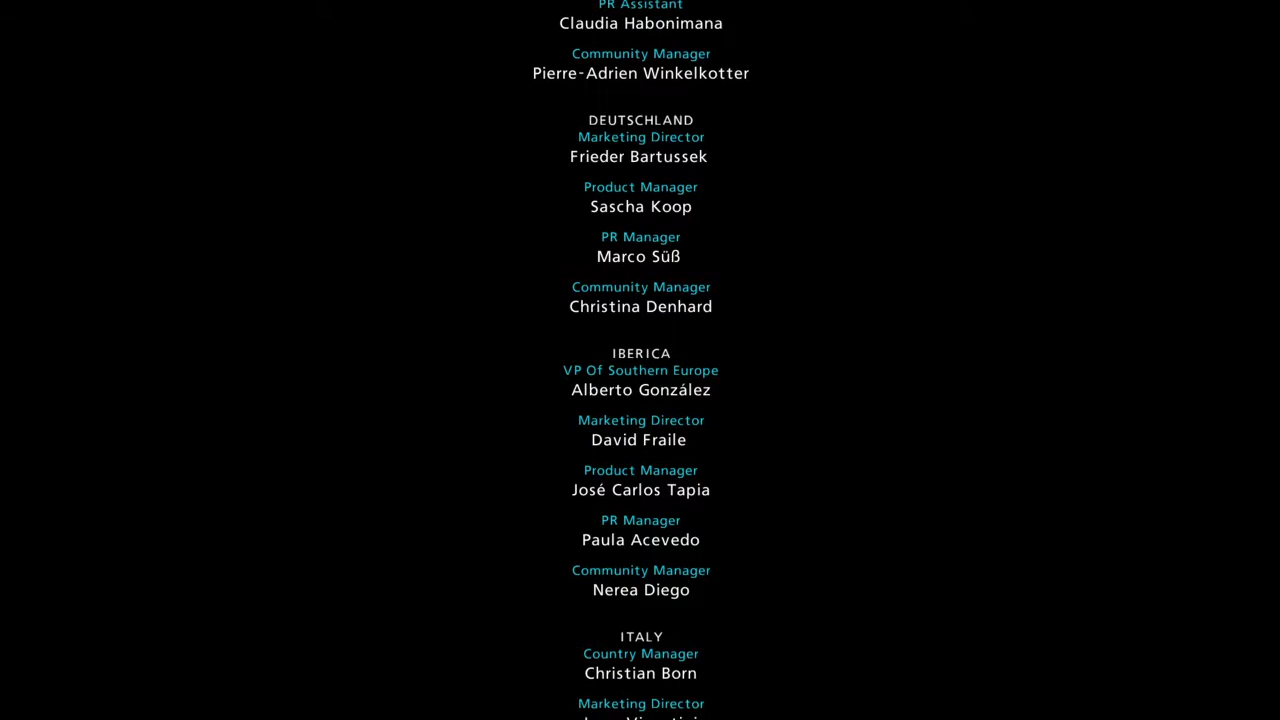 PR Assistant
Claudia Habonimana
Community Manager
Pierre-Adrien Winkelkotter
DEUTSCHLAND
Marketing Director
Frieder Bartussek
Product Manager
Sascha Koop
PR Manager
Marco Süß
Community Manager
Christina Denhard
IBERICA
VP Of Southern Europe
Alberto González
Marketing Director
David Fraile
Product Manager
José Carlos Tapia
PR Manager
Paula Acevedo
Community Manager
Nerea Diego
ITALY
Country Manager
Christian Born
Marketing Director